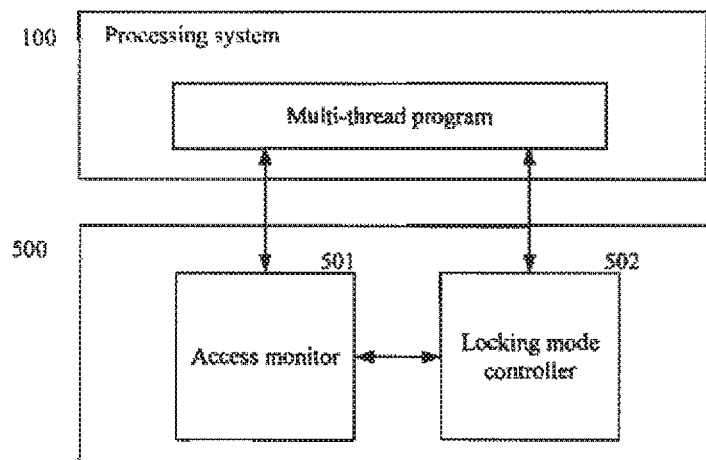 100
Processing system
Multi-thread program
500
501
502
Access monitor
Locking mode
controller